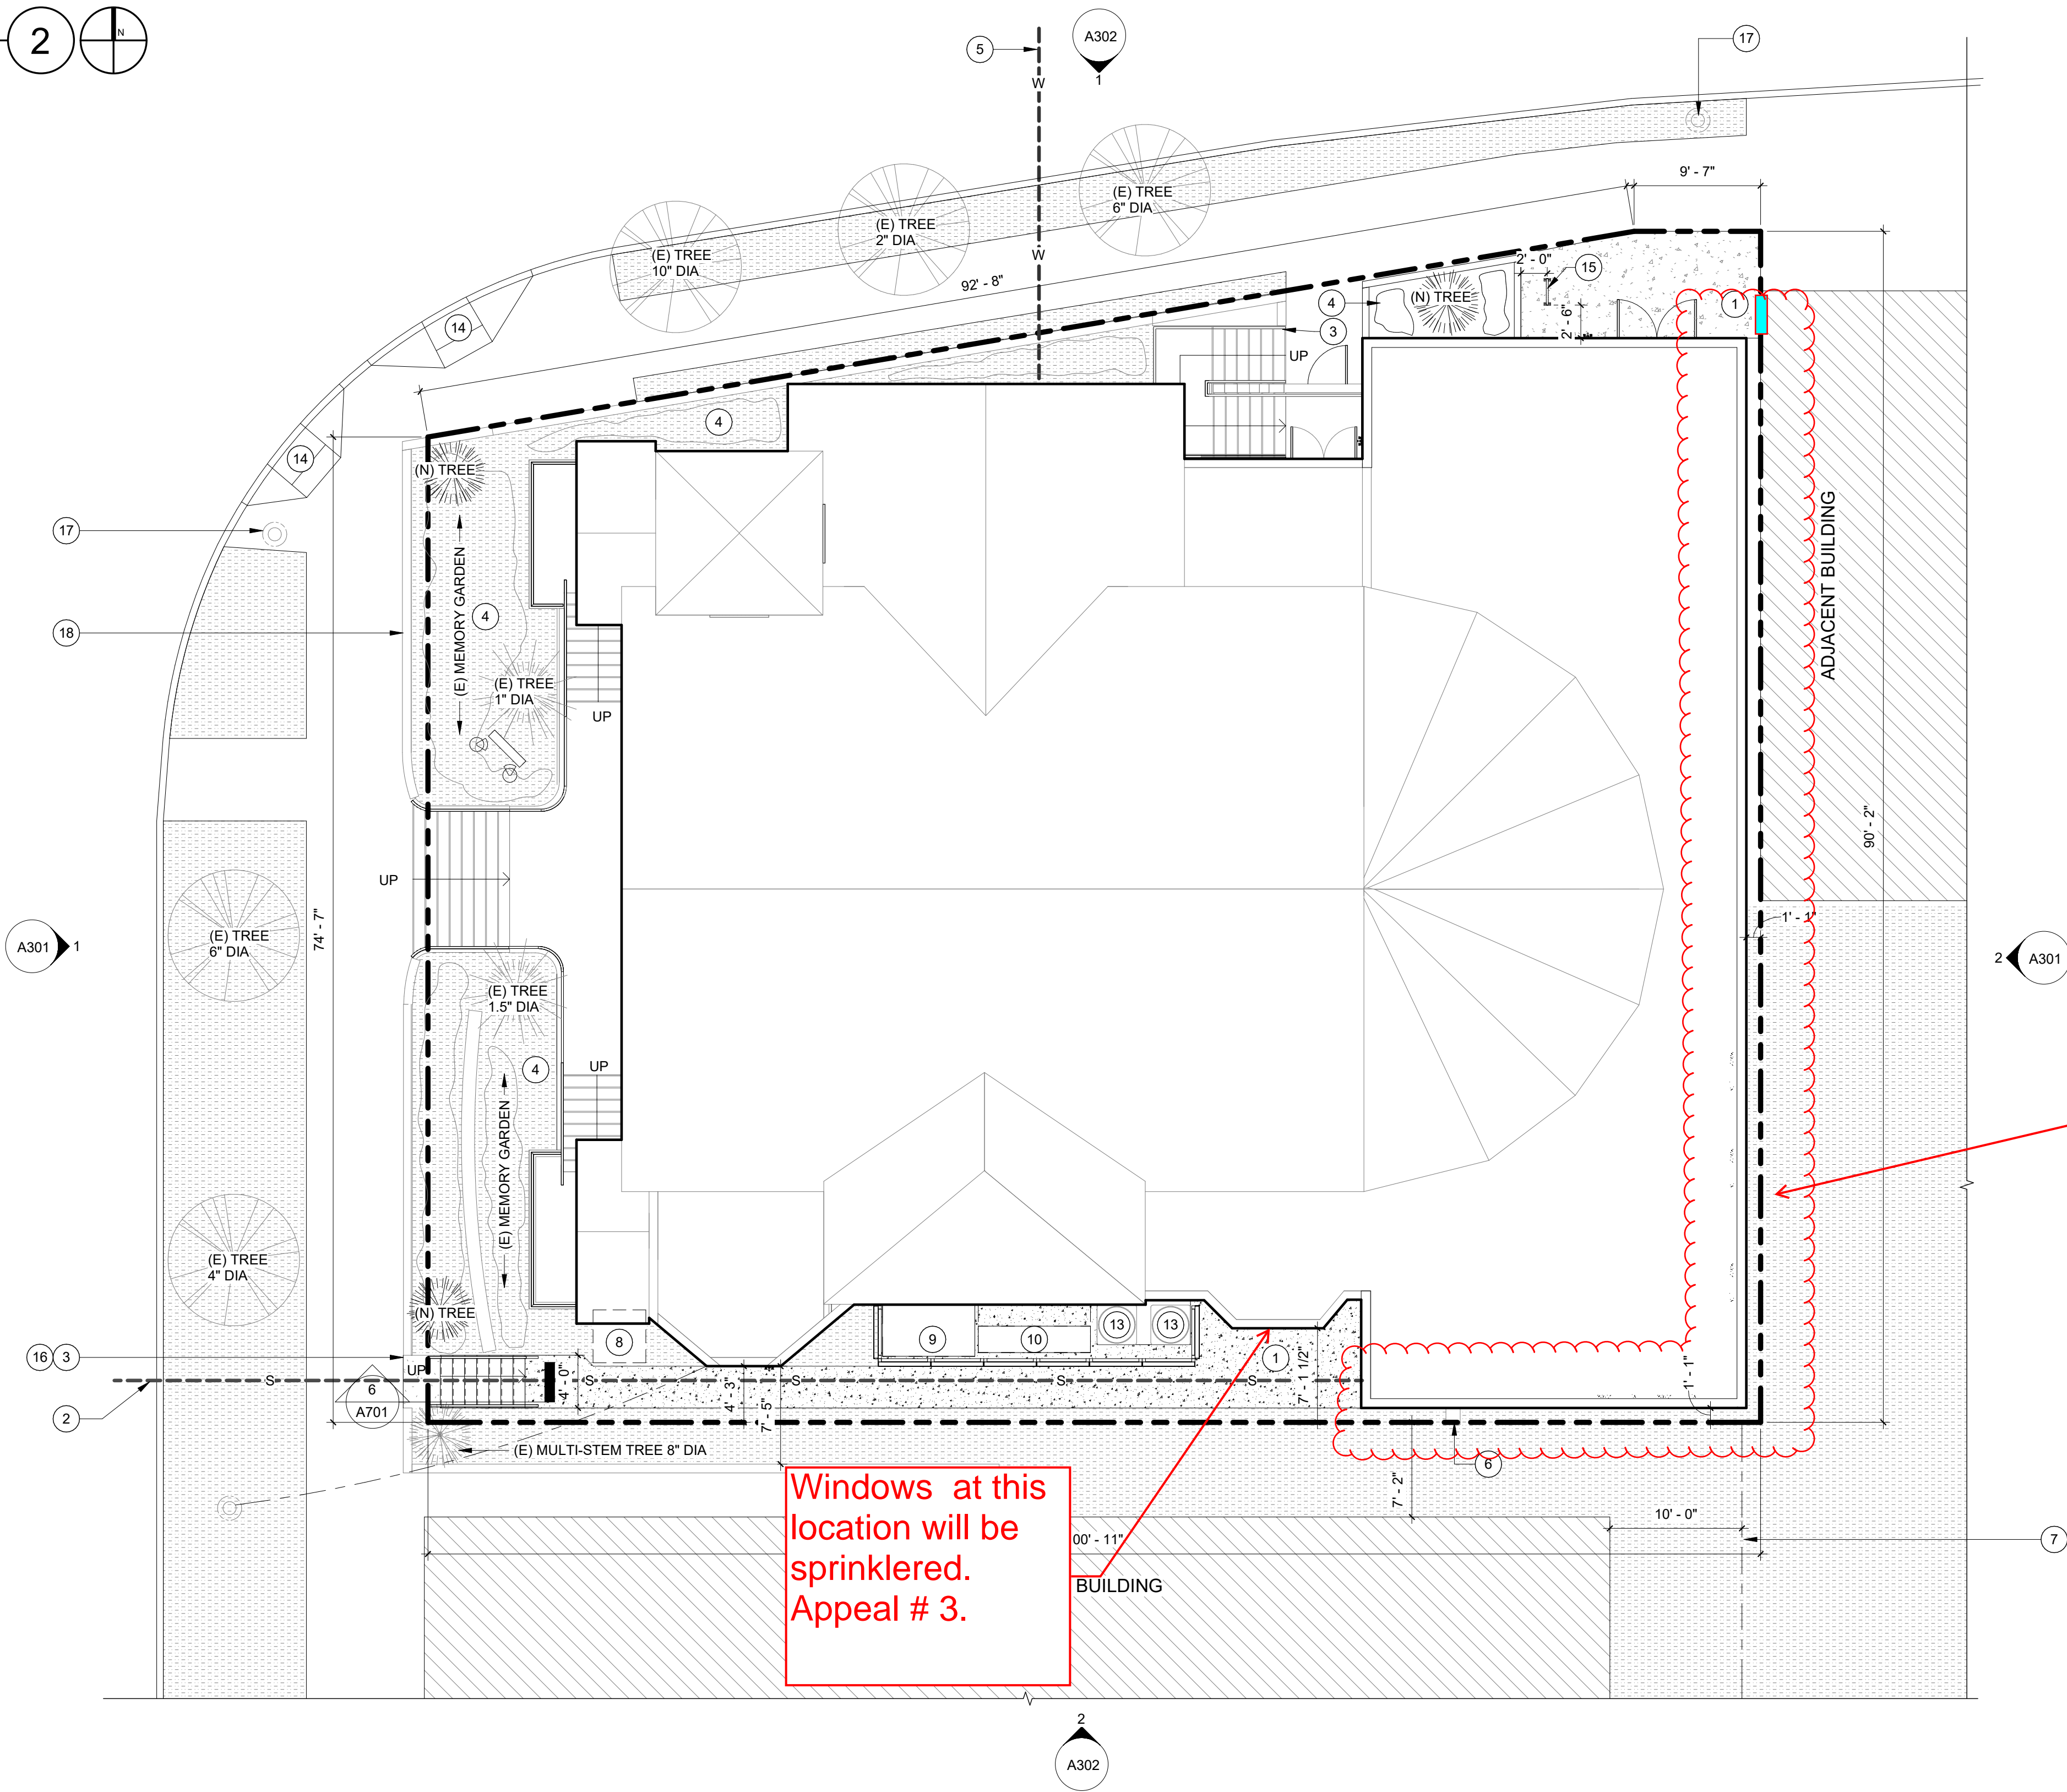 2
N
5
A302
1
17
W
W
(E) TREE
6" DIA
(E) TREE
2" DIA
(E) TREE
10" DIA
9' - 7"
92' - 8"
2' - 0"
15
4
(N) TREE
1
2' - 6"
3
UP
14
14
4
(N) TREE
17
(E) MEMORY GARDEN
4
18
(E) TREE
1" DIA
UP
ADJACENT BUILDING
90' - 2"
UP
74' - 7"
(E) TREE
6" DIA
A301
1
1' - 1"
2
A301
(E) TREE
1.5" DIA
4
UP
(E) MEMORY GARDEN
(E) TREE
4" DIA
(N) TREE
8
9
10
13
13
1
16
3
UP
S
S
S
S
S
4' - 0"
4' - 3"
7' - 5"
7' - 1 1/2"
1' - 1"
2
6
A701
(E) MULTI-STEM TREE 8" DIA
6
7' - 2"
10' - 0"
7
Windows at this
location will be
sprinklered.
Appeal # 3.
00' - 11"
BUILDING
2
A302